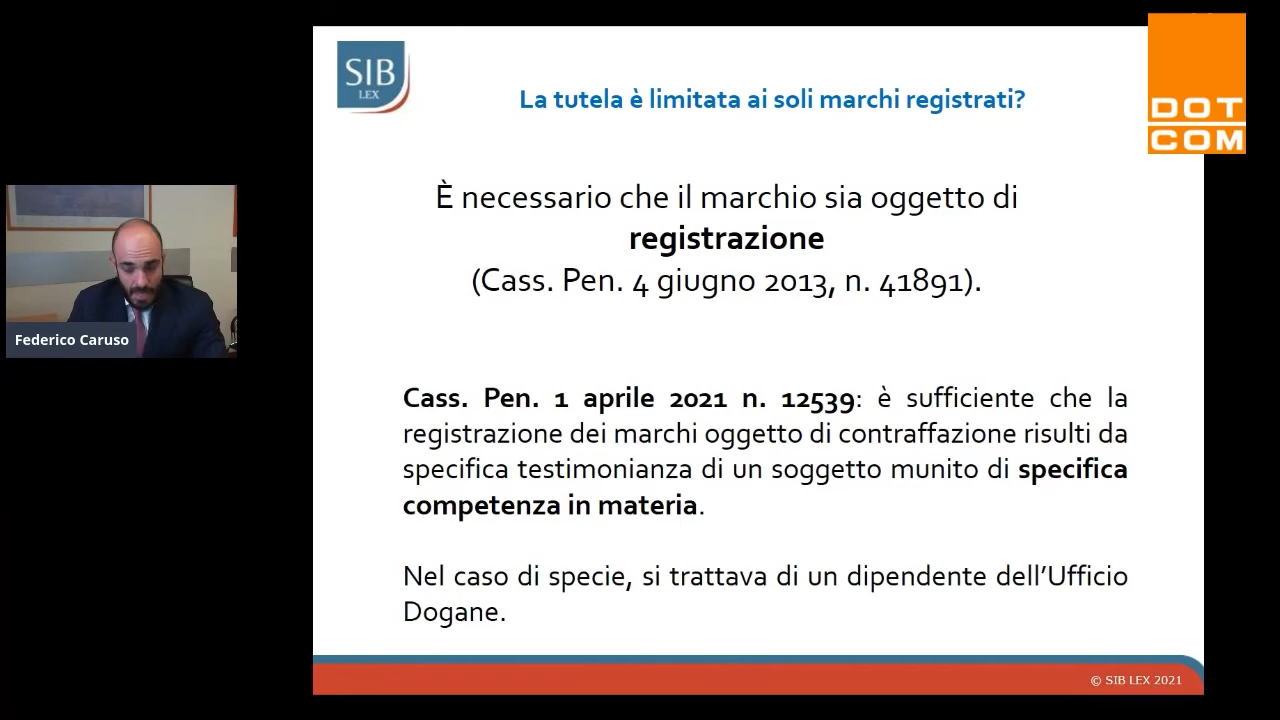 SIB
LEX
La tutela è limitata ai soli marchi registrati?
DOT
COM
È necessario che il marchio sia oggetto di
registrazione
(Cass. Pen. 4 giugno 2013, n. 41891).
Federico Caruso
Cass. Pen. 1 aprile 2021 n. 12539: è sufficiente che la
registrazione dei marchi oggetto di contraffazione risulti da
specifica testimonianza di un soggetto munito di specifica
competenza in materia.
Nel caso di specie, si trattava di un dipendente dell'Ufficio
Dogane.
© SIB LEX 2021